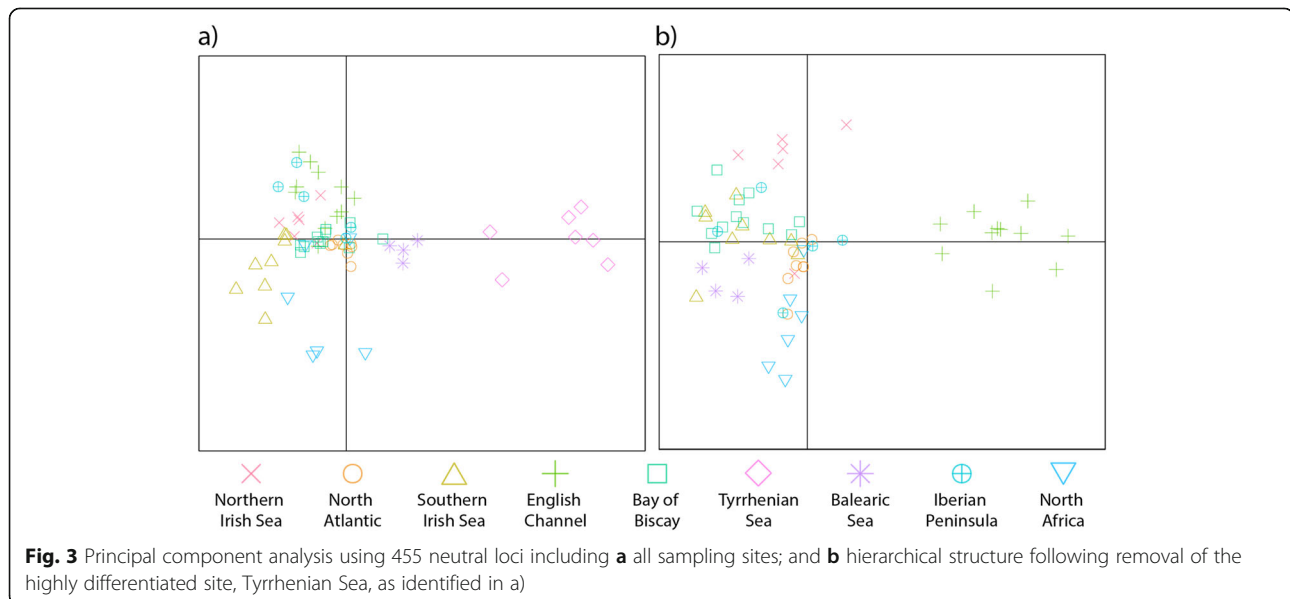 a)
b)
Northern Irish Sea
North Atlantic
Southern Irish Sea
English Channel
Bay of Biscay
Tyrrhenian Sea
Balearic Sea
Iberian Peninsula
North Africa
Fig. 3 Principal component analysis using 455 neutral loci including a all sampling sites; and b hierarchical structure following removal of the
highly differentiated site, Tyrrhenian Sea, as identified in a)